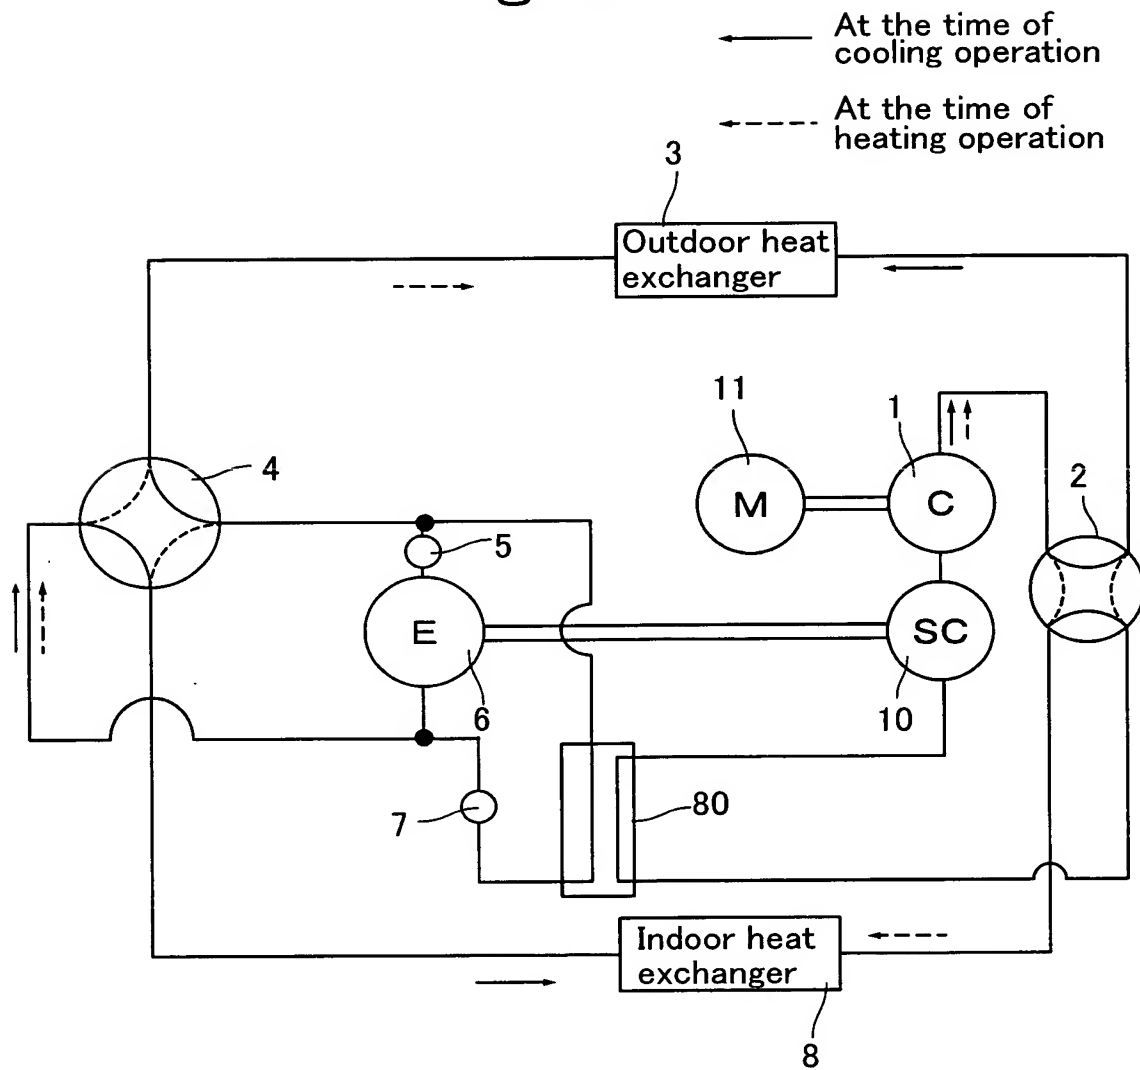 g
At the time of
cooling operation
At the time of
heating operation
3
Outdoor heat
exchanger
11
1
4
2
M
C
5
E
SC
6
10
7
80
Indoor heat
exchanger
8